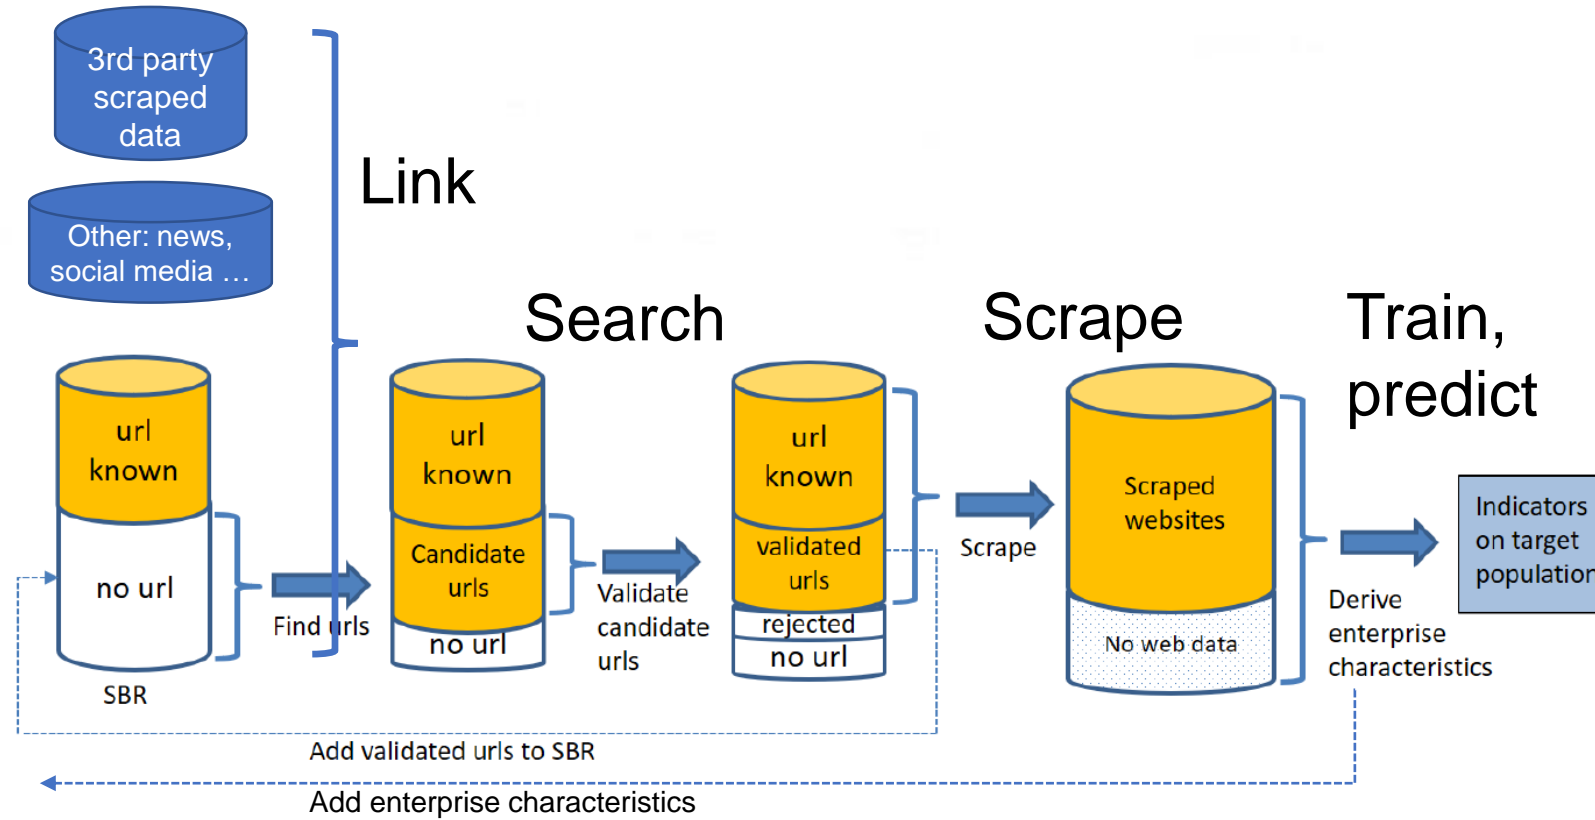 3rd party
scraped
data
Other: news,
social media …
Link
Search
Scrape
Train,
predict
url
known
no url
SBR
Find urls
url
known
Candidate
urls
no url
Validate
candidate
urls
url
known
validated
urls
rejected
no url
Scrape
Scraped
websites
No web data
Derive
enterprise
characteristics
Indicators
on target
population
Add validated urls to SBR
Add enterprise characteristics